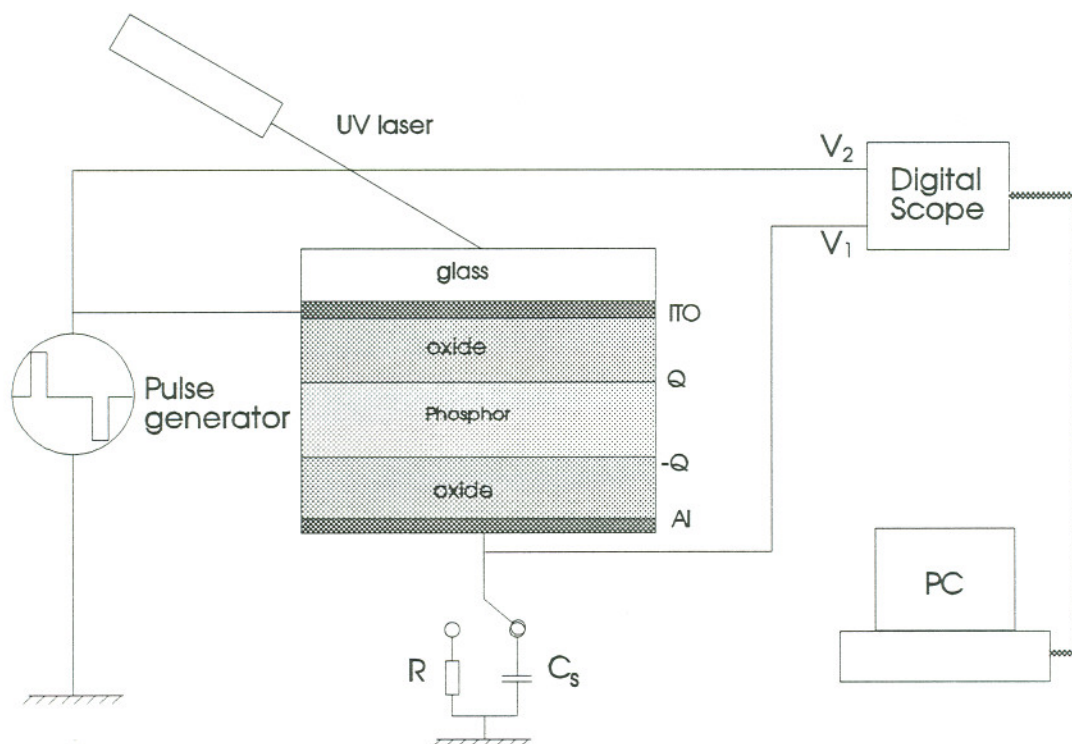 UV laser
V₂
Digital
Scope
V₁
glass
ITO
oxide
Q
Phosphor
Pulse
generator
-Q
oxide
Al
PC
R
Cₛ